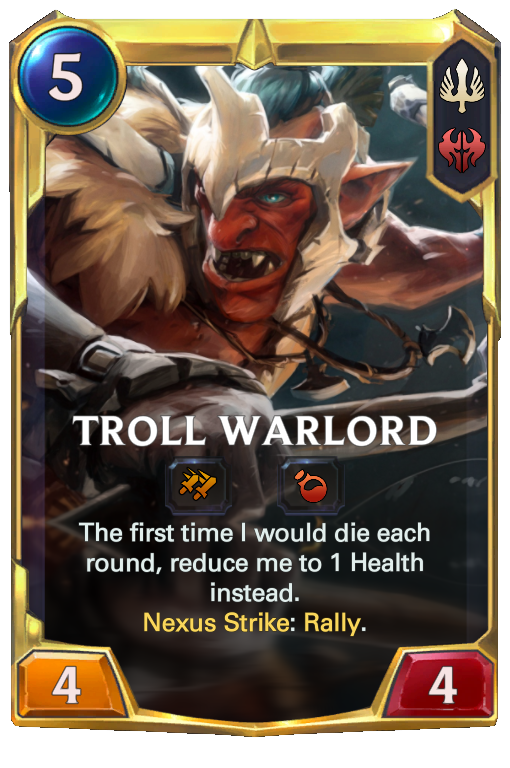 5
TROLL WARLORD
The first time I would die each
round, reduce me to 1 Health
instead.
Nexus Strike: Rally.
4
4